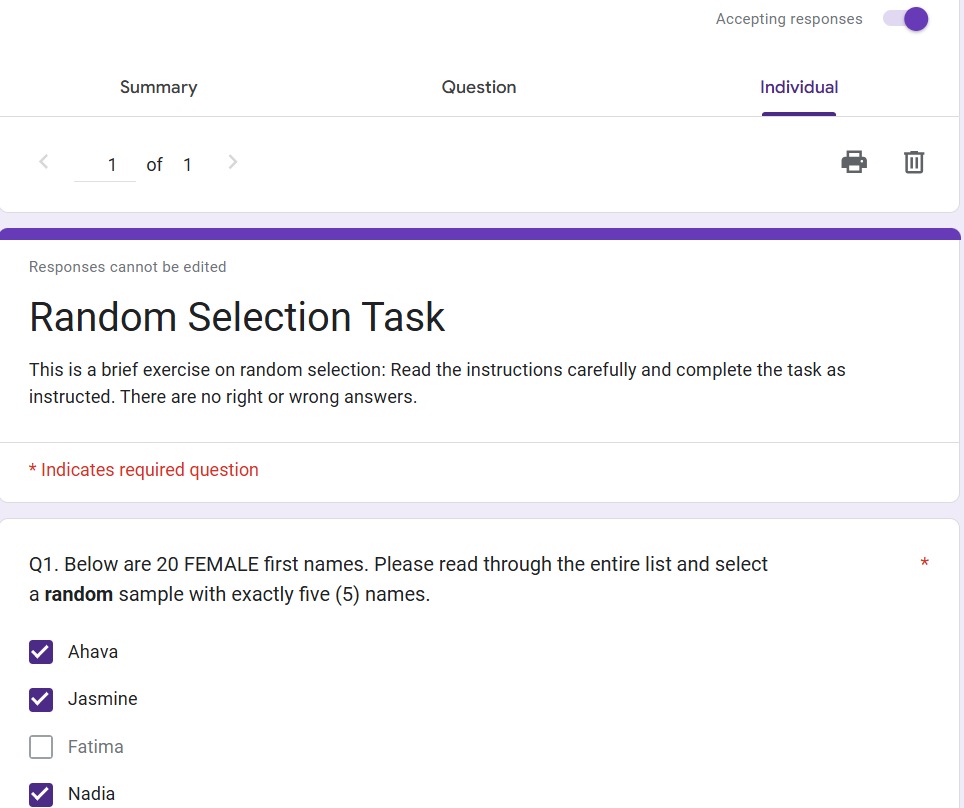 Accepting responses
Summary
Question
Individual
1 of 1
Responses cannot be edited
Random Selection Task
This is a brief exercise on random selection: Read the instructions carefully and complete the task as
instructed. There are no right or wrong answers.
* Indicates required question
Q1. Below are 20 FEMALE first names. Please read through the entire list and select *
a random sample with exactly five (5) names.
Ahava
Jasmine
Fatima
Nadia